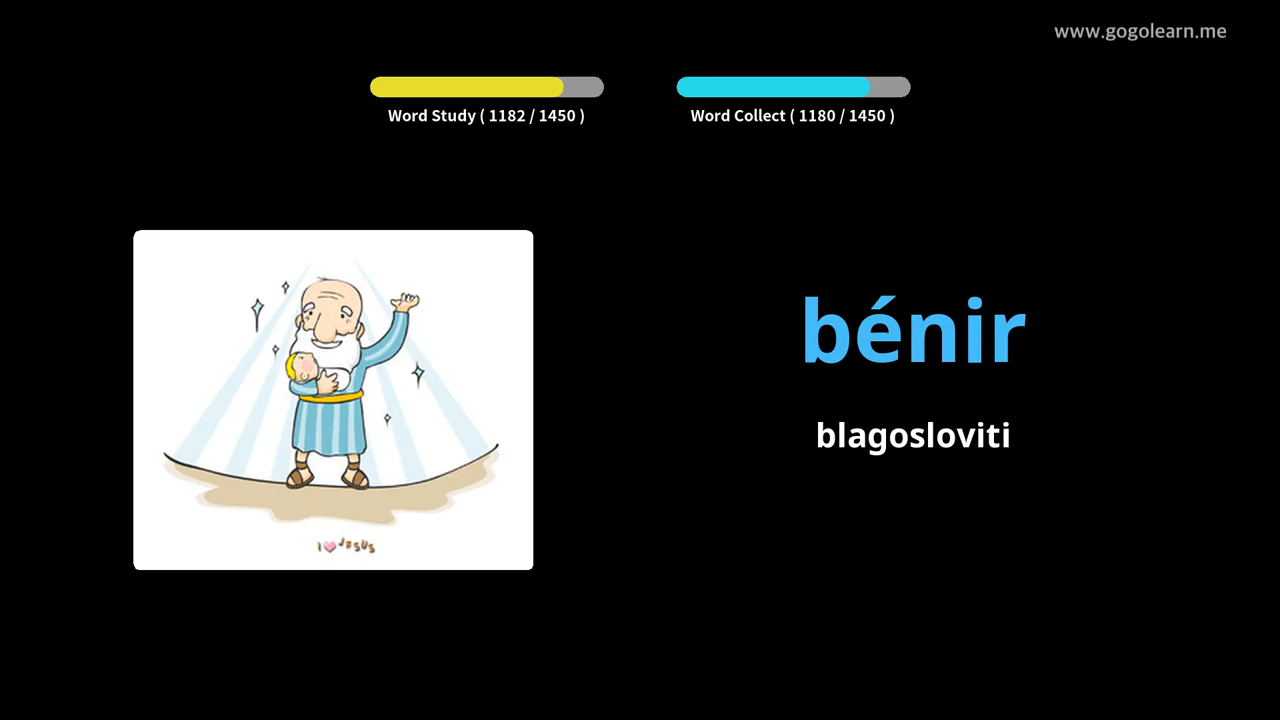 www.gogolearn.me
Word Study ( 1182 / 1450 )
Word Collect ( 1180 / 1450 )
bénir
blagosloviti
I JESUS